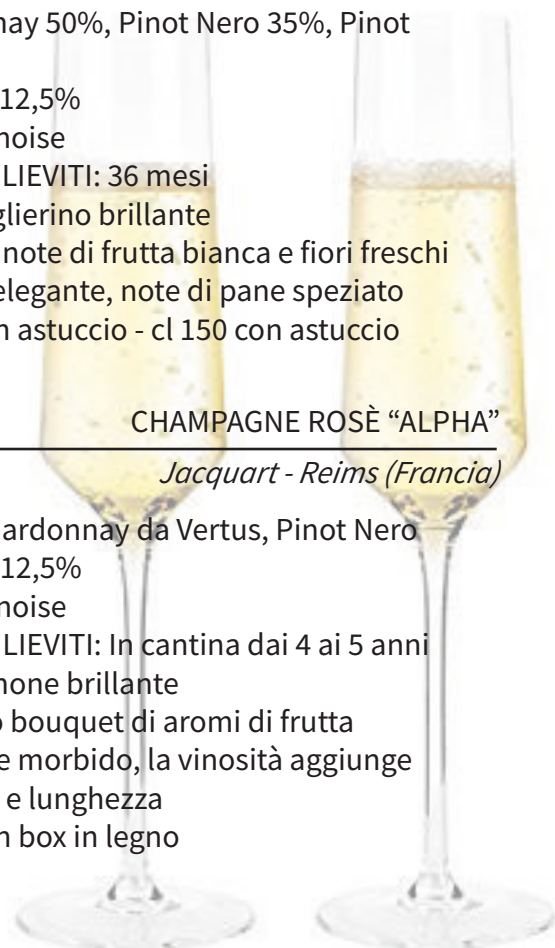 nay 50%, Pinot Nero 35%, Pinot
12,5%
noise
LIEVITI: 36 mesi
glierino brillante
note di frutta bianca e fiori freschi
elegante, note di pane speziato
n astuccio - cl 150 con astuccio
CHAMPAGNE ROSÈ “ALPHA”
Jacquart - Reims (Francia)
ardonnay da Vertus, Pinot Nero
12,5%
noise
LIEVITI: In cantina dai 4 ai 5 anni
mone brillante
o bouquet di aromi di frutta
e morbido, la vinosità aggiunge
e lunghezza
n box in legno